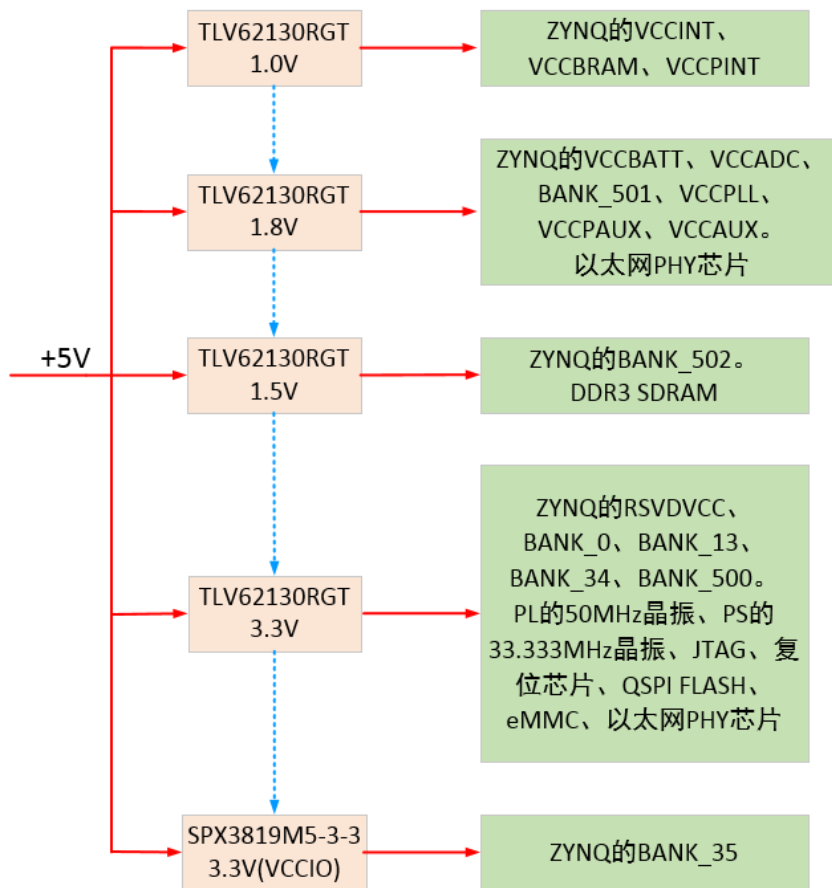 TLV62130RGT
1.0V
ZYNQ的VCCINT、
VCCBRAM、VCCPINT
TLV62130RGT
1.8V
ZYNQ的VCCBATT、VCCADC、
BANK_501、VCCPLL、
VCCPAUX、VCCAUX。
以太网PHY芯片
+5V
TLV62130RGT
1.5V
ZYNQ的BANK_502。
DDR3 SDRAM
TLV62130RGT
3.3V
ZYNQ的RSVDVCC、
BANK_0、BANK_13、
BANK_34、BANK_500。
PL的50MHz晶振、PS的
33.333MHz晶振、JTAG、复
位芯片、QSPI FLASH、
eMMC、以太网PHY芯片
SPX3819M5-3-3
3.3V(VCCIO)
ZYNQ的BANK_35